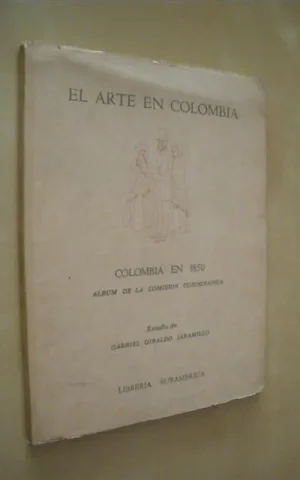 EL ARTE EN COLOMBIA
COLOMBIA EN 1850
ALBUM DE LA COMISION COROGRAFICA
Estudio de
GABRIEL GIRALDO JARAMILLO
LIBRERIA SURAMERICA